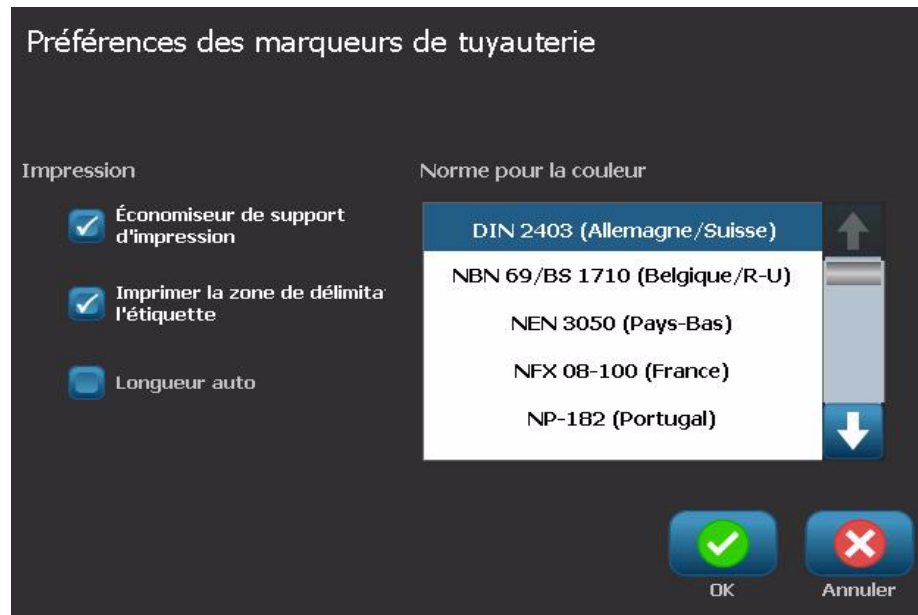 Préférences des marqueurs de tuyauterie
Impression
Économiseur de support
d'impression
Imprimer la zone de délimita
l'étiquette
Longueur auto
Norme pour la couleur
DIN 2403 (Allemagne/Suisse)
NBN 69/BS 1710 (Belgique/R-U)
NEN 3050 (Pays-Bas)
NFX 08-100 (France)
NP-182 (Portugal)
OK
Annuler